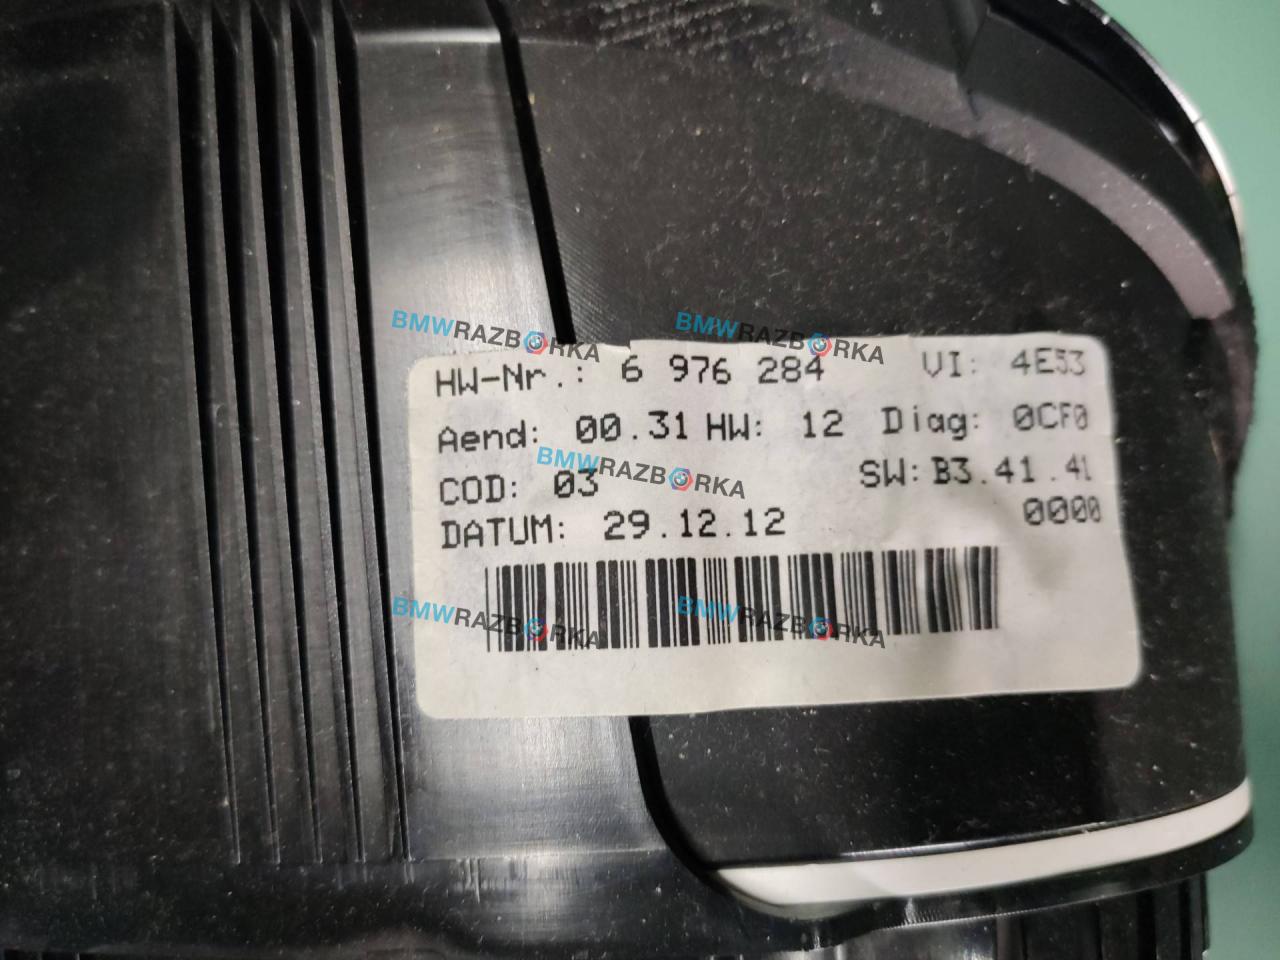 BMWRAZBORKA BMWRAZBORKA
HW-Nr.: 6 976 284 VI: 4E53
Aend: 00.31 HW: 12 Diag: 0CF0
BMWRAZBORKA
COD: 03 SW: B3.41.41
DATUM: 29.12.12 0000
BMWRAZBORKA BMWRAZBORKA